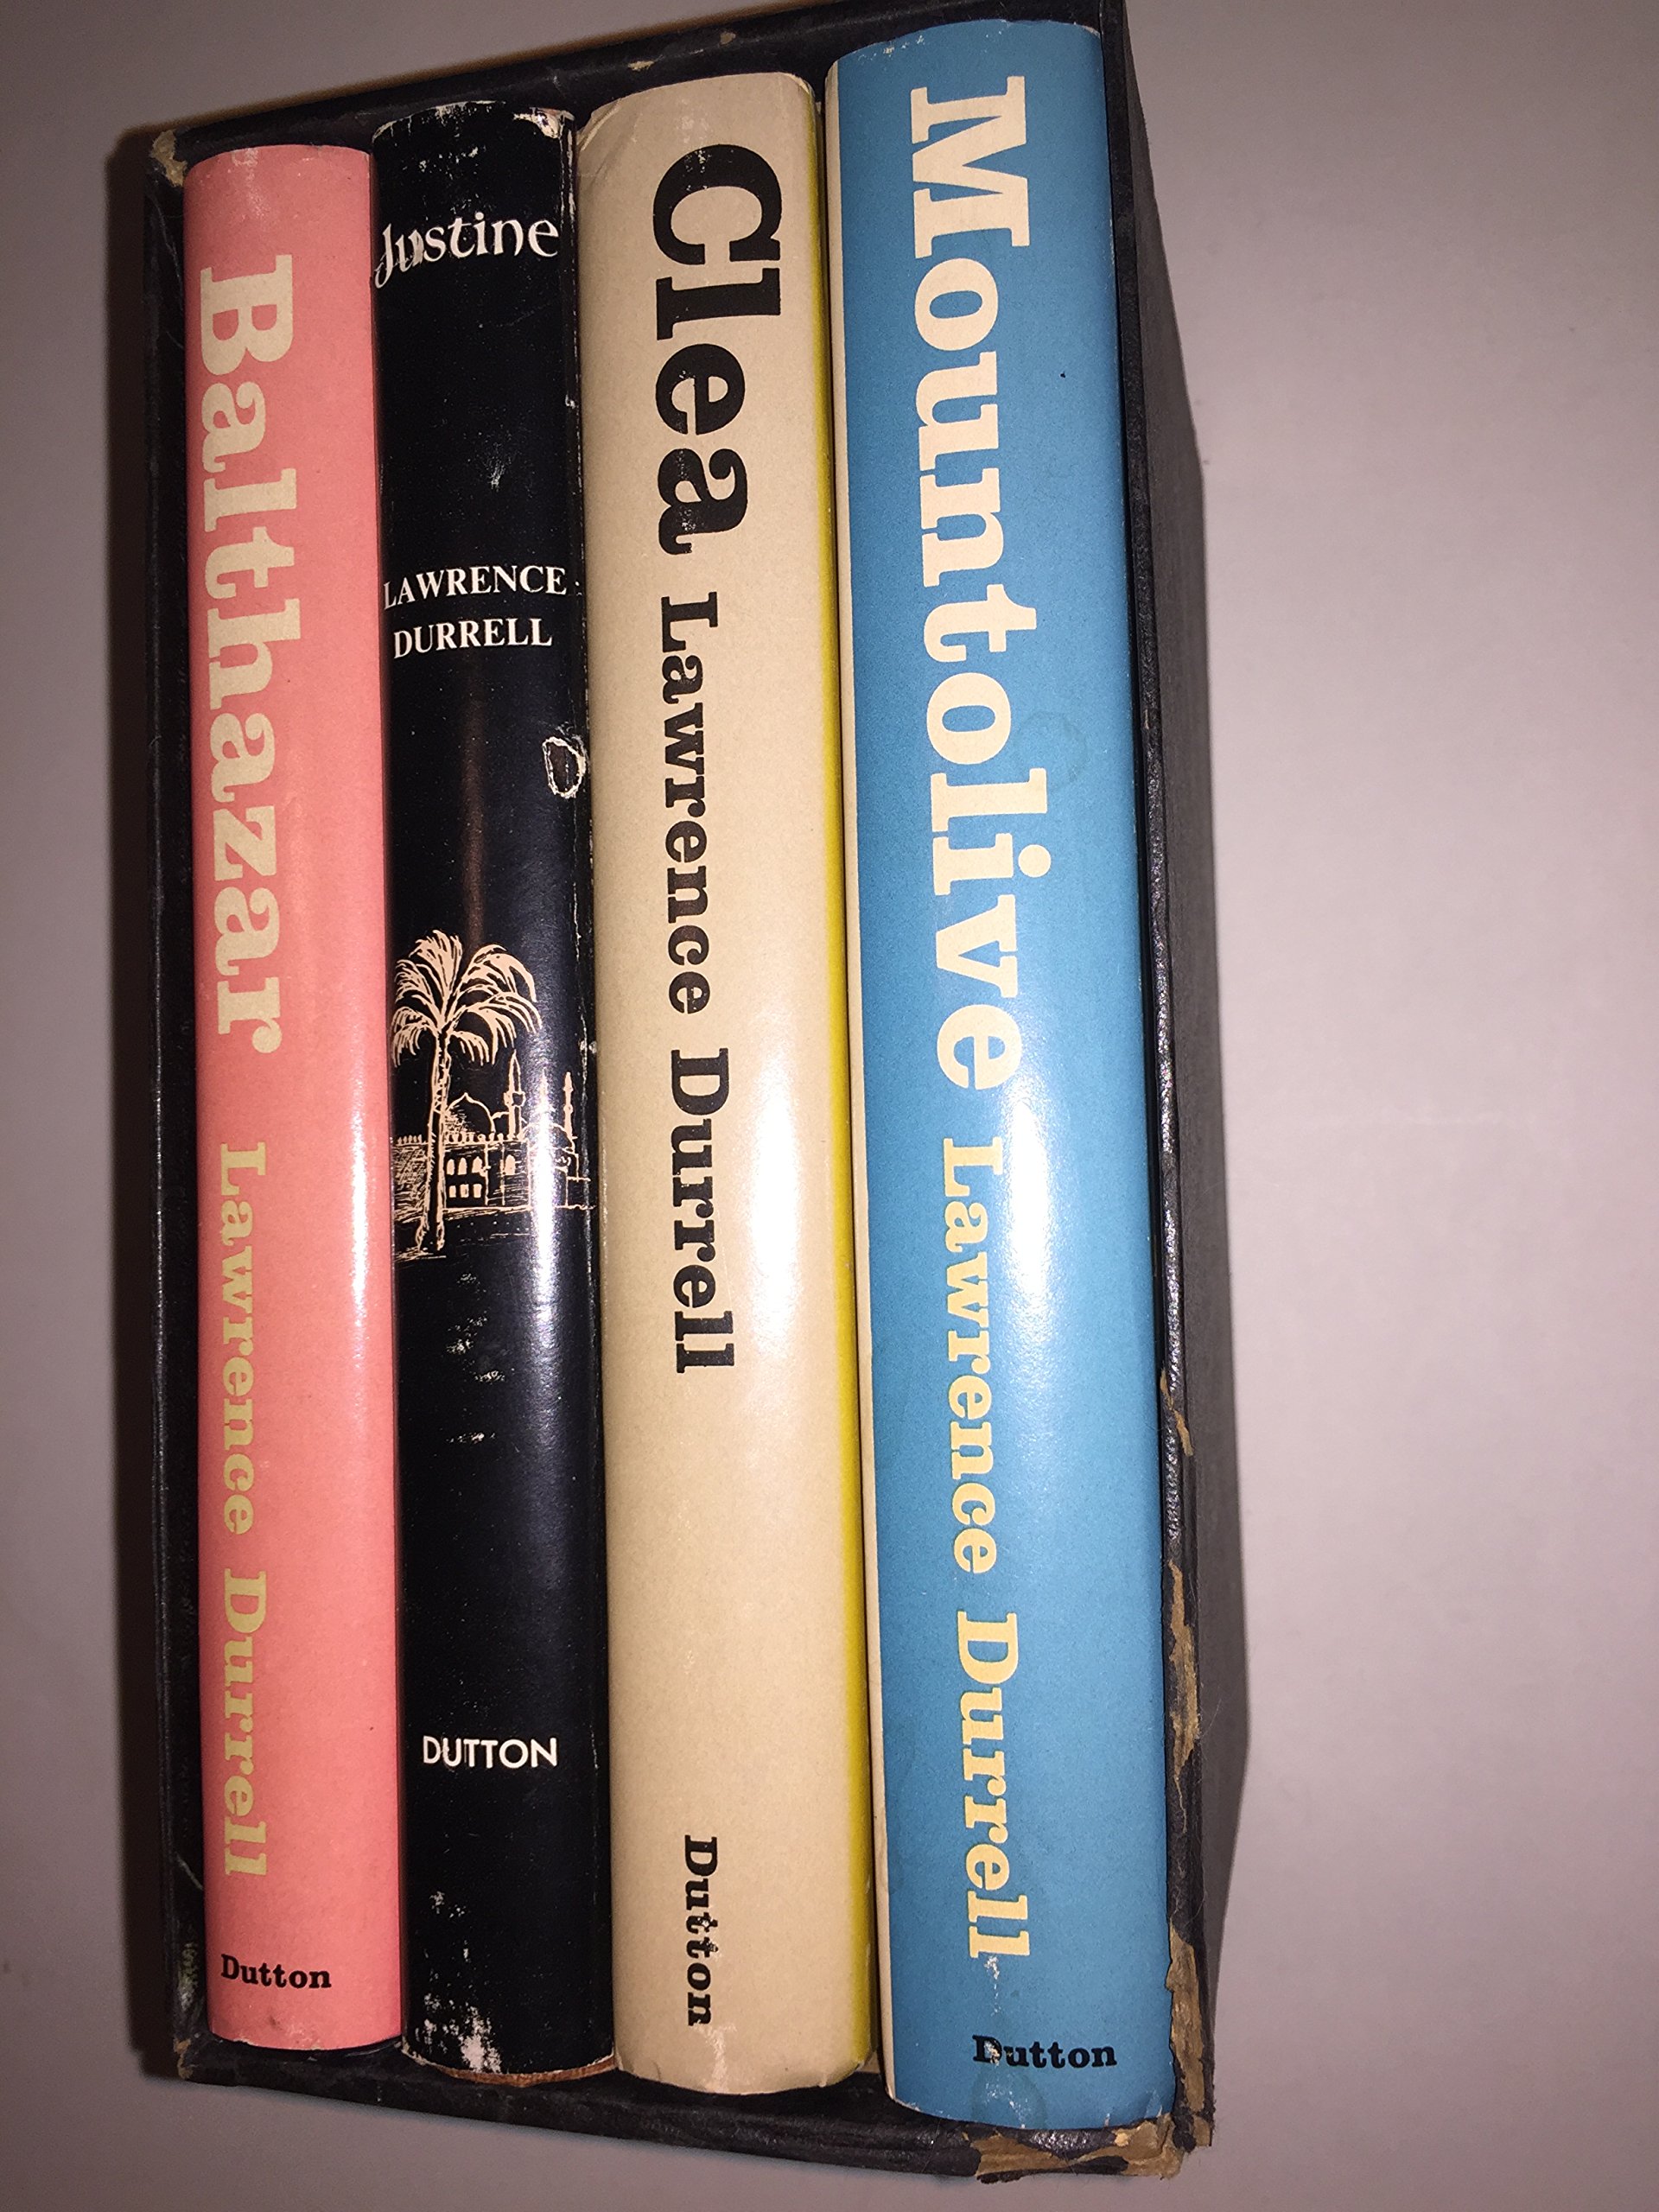 Balthazar Lawrence Durrell
Dutton
Justine
LAWRENCE
DURRELL
DUTTON
Clea Lawrence Durrell
Dutton
Mountolive Lawrence Durrell
Dutton